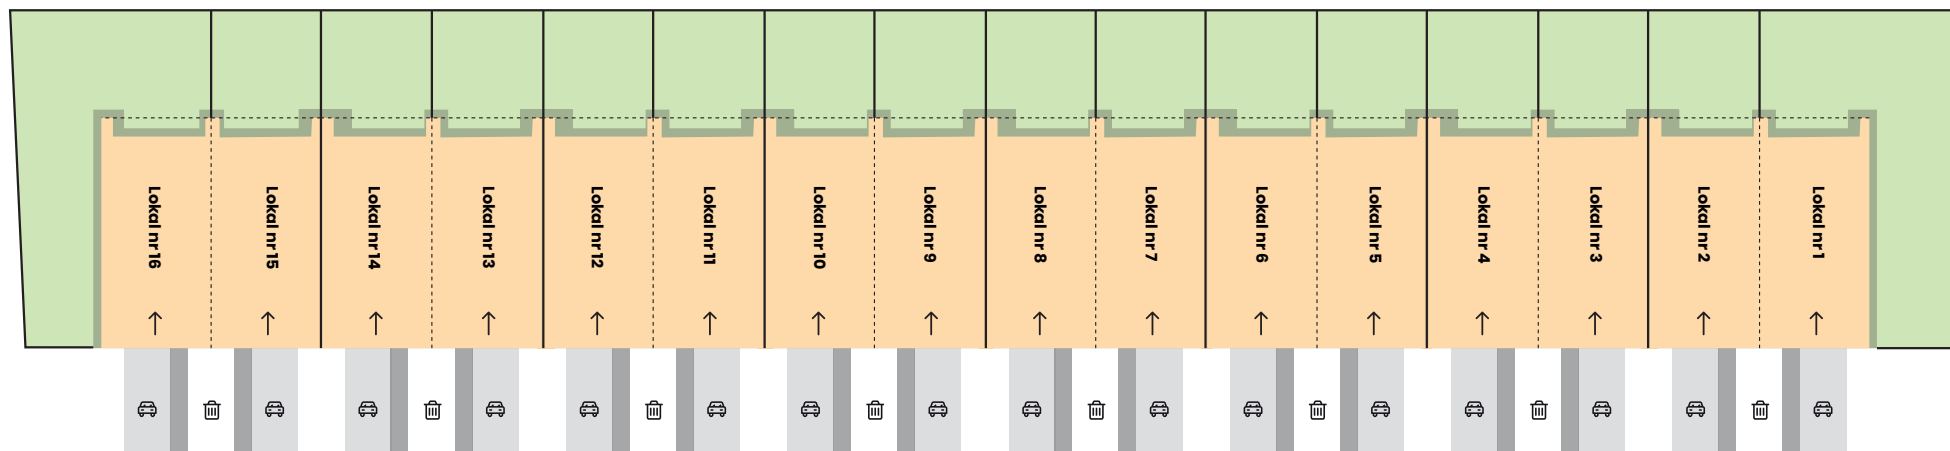 Lokal nr 16
Lokal nr 15
Lokal nr 14
Lokal nr 13
Lokal nr 12
Lokal nr 11
Lokal nr 10
Lokal nr 9
Lokal nr 8
Lokal nr 7
Lokal nr 6
Lokal nr 5
Lokal nr 4
Lokal nr 3
Lokal nr 2
Lokal nr 1